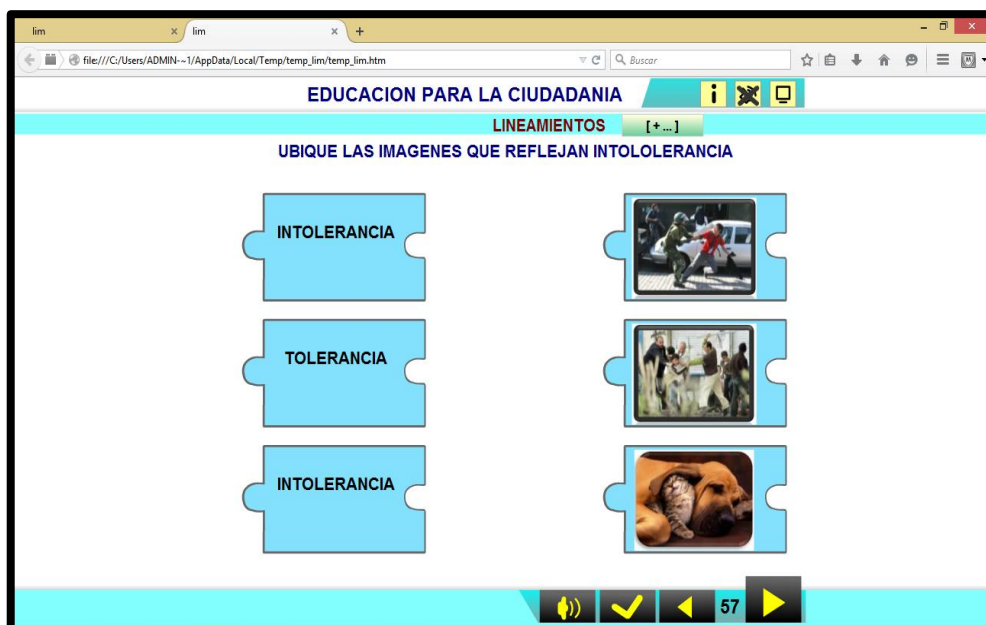 lim
lim
file:///C:/Users/ADMIN-~1/AppData/Local/Temp/temp_lim/temp_lim.htm
Buscar
EDUCACION PARA LA CIUDADANIA
i
LINEAMIENTOS [+...]
UBIQUE LAS IMAGENES QUE REFLEJAN INTOLOLERANCIA
INTOLERANCIA
TOLERANCIA
INTOLERANCIA
57